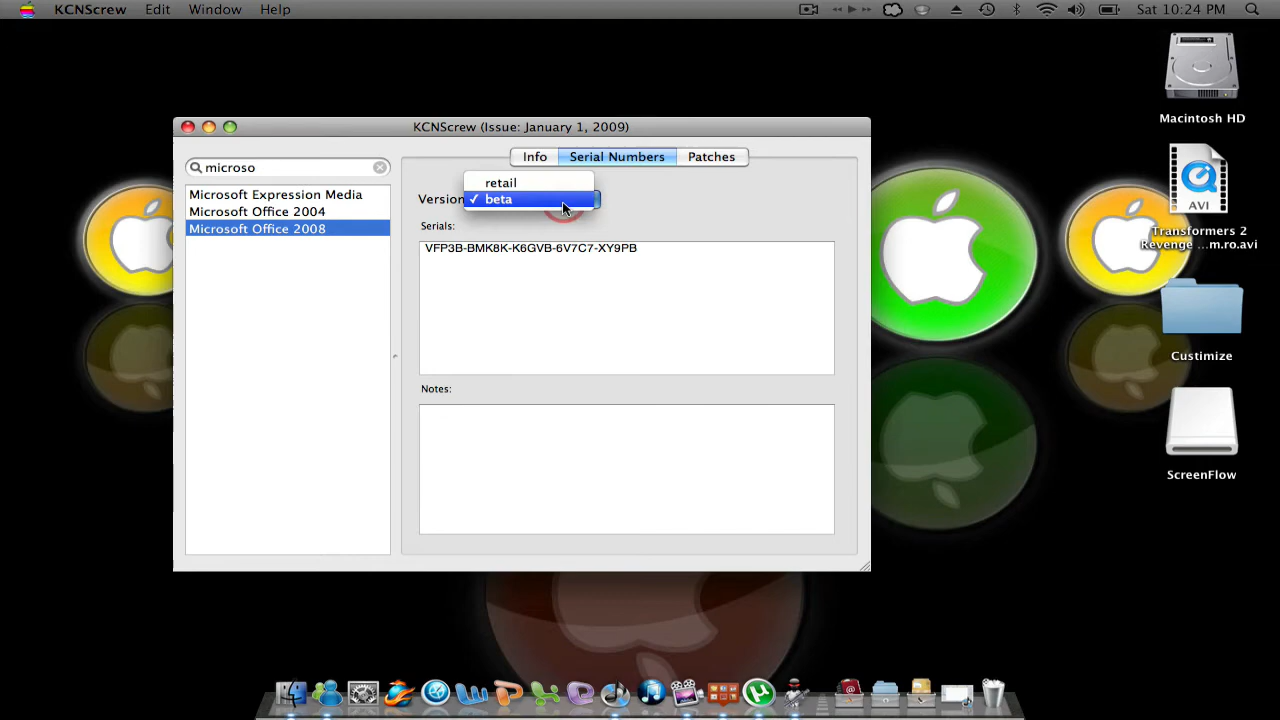 KCNScrew Edit Window Help
Sat 10:24 PM
KCNScrew (Issue: January 1, 2009)
microso
Info Serial Numbers Patches
Microsoft Expression Media
Microsoft Office 2004
Microsoft Office 2008
Version
retail
✓ beta
Serials:
VFP3B-BMK8K-K6GVB-6V7C7-XY9PB
Notes:
Macintosh HD
AVI
Transformers 2
Revenge ...m.ro.avi
Custimize
ScreenFlow